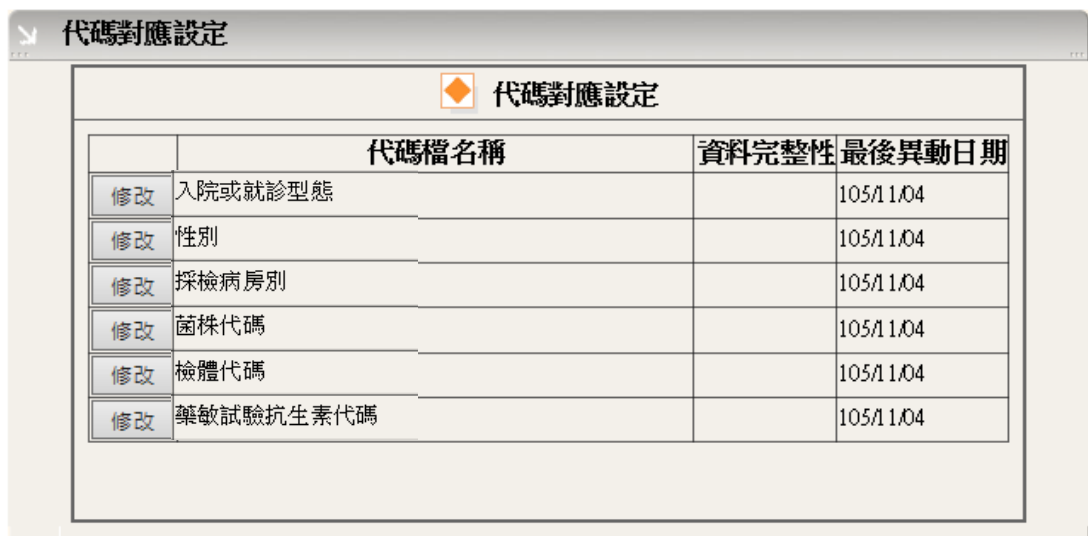 代碼對應設定
代碼對應設定
代碼檔名稱 資料完整性 最後異動日期
修改 入院或就診型態 105/11/04
修改 性別 105/11/04
修改 採檢病房別 105/11/04
修改 菌株代碼 105/11/04
修改 檢體代碼 105/11/04
修改 藥敏試驗抗生素代碼 105/11/04